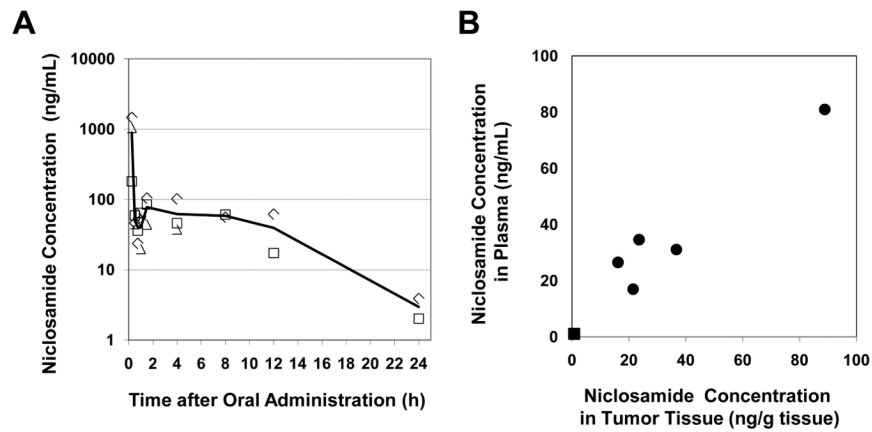 A
Niclosamide Concentration (ng/mL)
10000
1000
100
10
1
0 2 4 6 8 10 12 14 16 18 20 22 24
Time after Oral Administration (h)
B
Niclosamide Concentration
in Plasma (ng/mL)
100
80
60
40
20
0
0 20 40 60 80 100
Niclosamide Concentration
in Tumor Tissue (ng/g tissue)